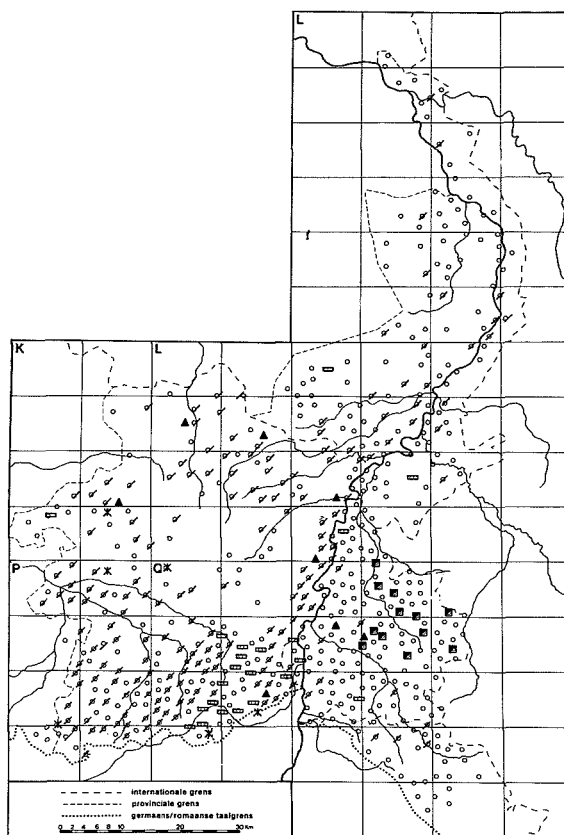 L
K
L
P
Q
internationale grens
provinciale grens
germaans/romaanse taalgrens
0 2 4 6 8 10 20 30 Km